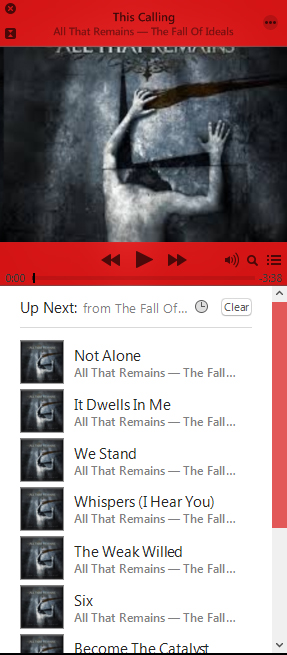 This Calling
All That Remains — The Fall Of Ideals
ALL THAT REMAINS
0:00 -3:38
Up Next: from The Fall Of... Clear
Not Alone
All That Remains — The Fall...
It Dwells In Me
All That Remains — The Fall...
We Stand
All That Remains — The Fall...
Whispers (I Hear You)
All That Remains — The Fall...
The Weak Willed
All That Remains — The Fall...
Six
All That Remains — The Fall...
Become The Catalyst